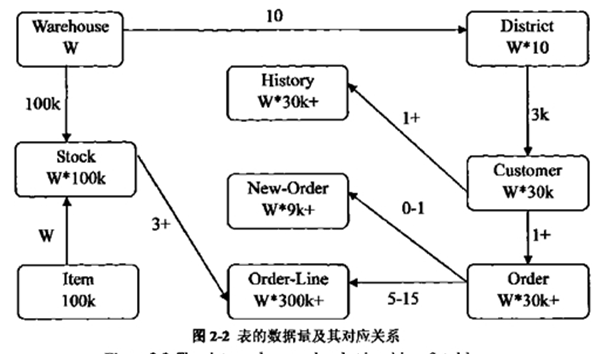 10
Warehouse
W
District
W*10
History
W*30k+
100k
1+
3k
Stock
W*100k
Customer
W*30k
New-Order
W*9k+
0-1
W
3+
1+
Item
100k
Order-Line
W*300k+
5-15
Order
W*30k+
图 2-2 表的数据量及其对应关系